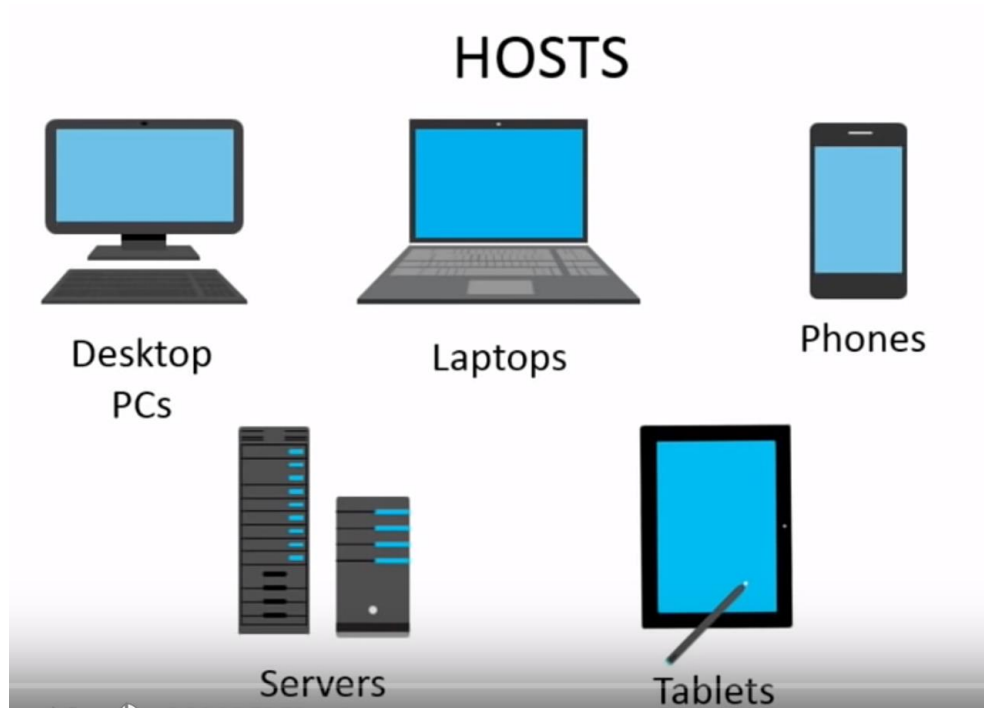 HOSTS
Desktop
PCs
Laptops
Phones
Servers
Tablets